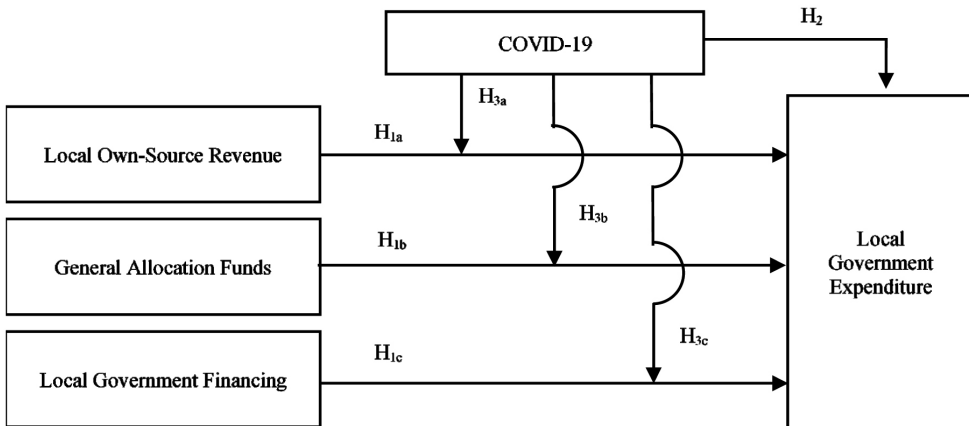 COVID-19
H2
H3a
Local Own-Source Revenue
H1a
H3b
General Allocation Funds
H1b
Local
Government
Expenditure
H3c
Local Government Financing
H1c